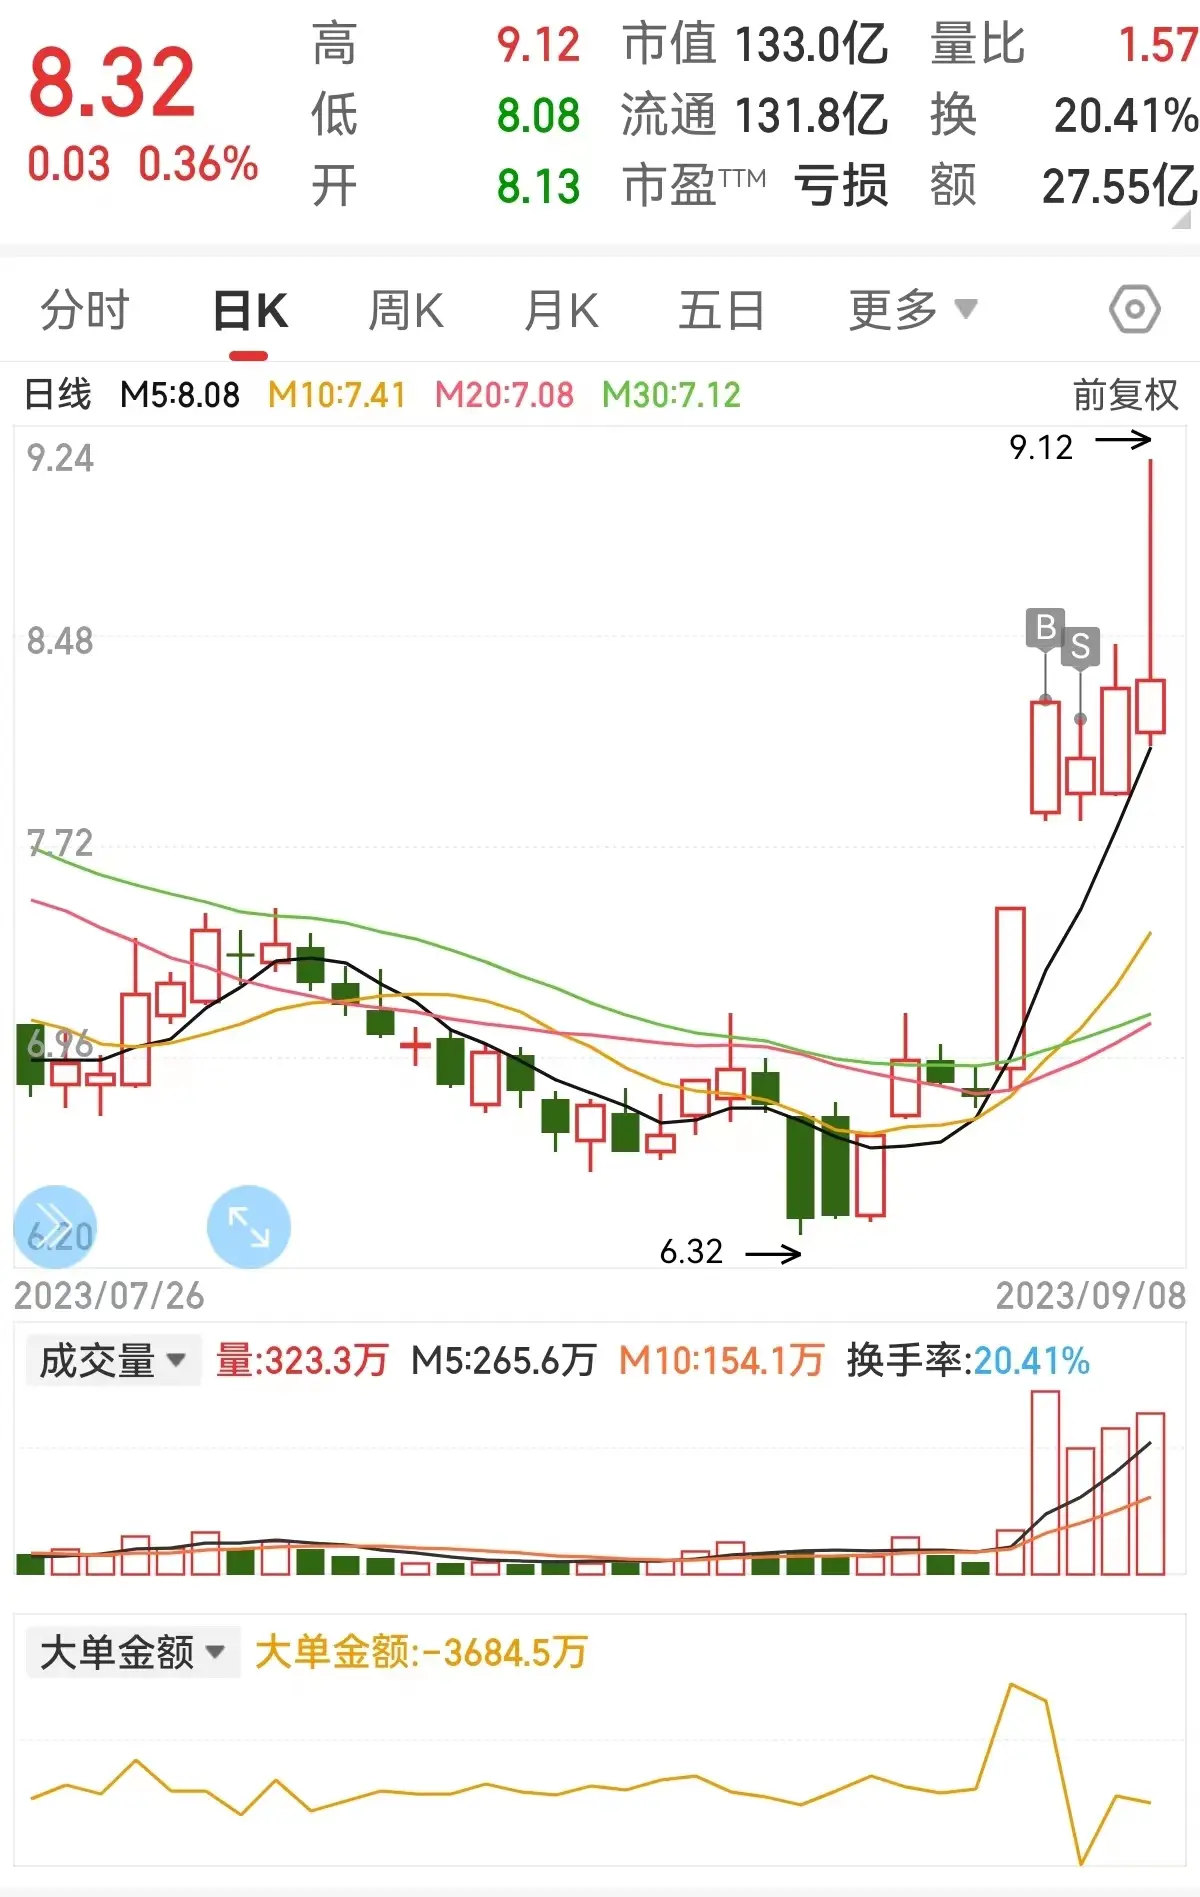 8.32
0.03 0.36%
高 9.12 市值 133.0亿 量比 1.57
低 8.08 流通 131.8亿 换 20.41%
开 8.13 市盈TTM 亏损 额 27.55亿
分时 日K 周K 月K 五日 更多
日线 M5:8.08 M10:7.41 M20:7.08 M30:7.12 前复权
9.24
9.12
8.48
B
S
7.72
6.96
6.20
6.32
2023/07/26 2023/09/08
成交量 量:323.3万 M5:265.6万 M10:154.1万 换手率:20.41%
大单金额 大单金额:-3684.5万